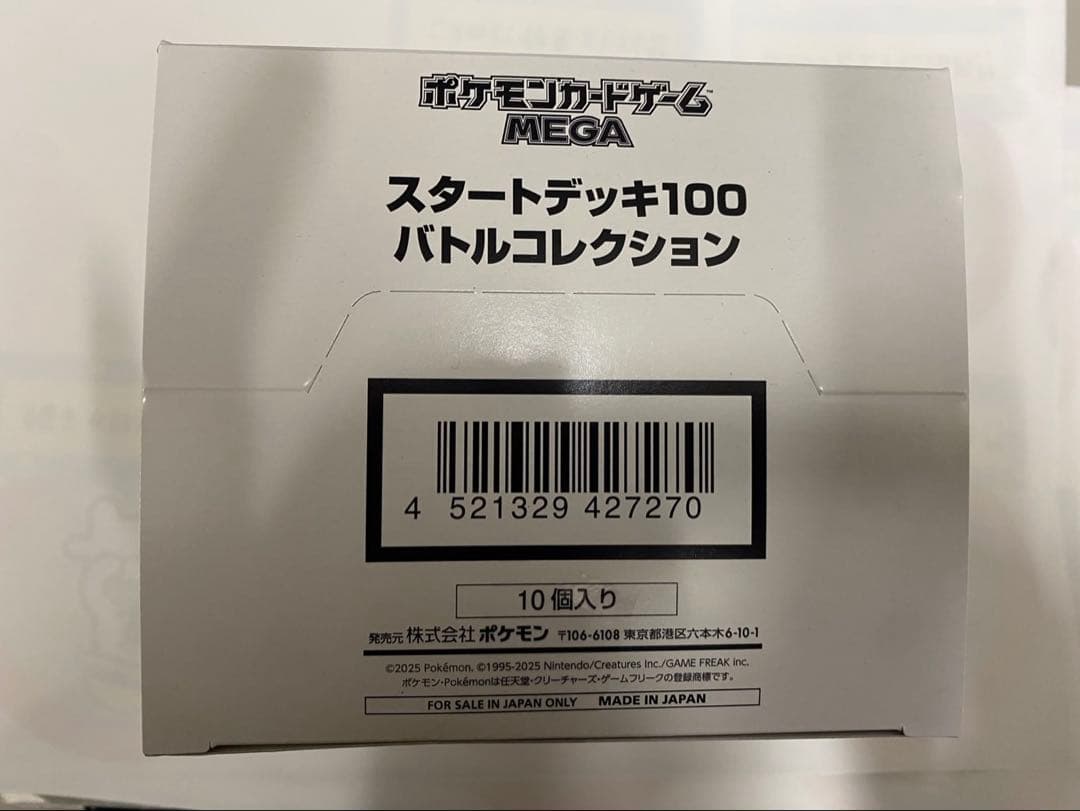 ポケモンカードゲーム™
MEGA
スタートデッキ100
バトルコレクション
4 521329 427270
10個入り
発売元 株式会社 ポケモン 〒106-6108 東京都港区六本木6-10-1
©2025 Pokémon. ©1995-2025 Nintendo/Creatures Inc./GAME FREAK inc.
ポケモン・Pokémonは任天堂・クリーチャーズ・ゲームフリークの登録商標です。
FOR SALE IN JAPAN ONLY MADE IN JAPAN